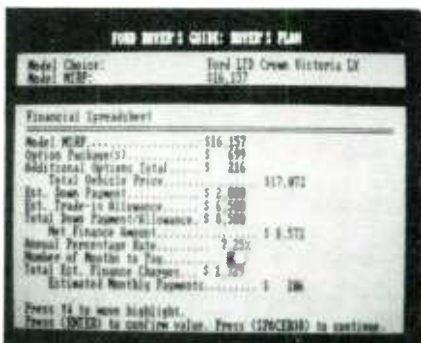 FORD BUYER'S GUIDE: BUYER'S PLAN
Model Choice: Ford LTD Crown Victoria LX
Model MSRP: $16,157
Financial Spreadsheet
Model MSRP $16 157
Option Package(s) $ 699
Additional Options Total $ 216
Total Vehicle Price $17,072
Est. Down Payment $ 2
Est. Trade-in Allowance $ 6 500
Total Down Payment/Allowance $ 8,500
Net Finance Amount $ 8,572
Annual Percentage Rate 7 25%
Number of Months to Pay
Total Est. Finance Charges $ 1
Estimated Monthly Payments $
Press ↑↓ to move highlight.
Press (ENTER) to confirm value. Press (SPACEBAR) to continue.